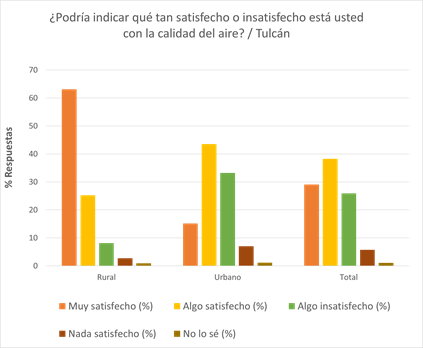 ¿Podría indicar qué tan satisfecho o insatisfecho está usted
con la calidad del aire? / Tulcán
% Respuestas
70
60
50
40
30
20
10
0
Rural
Urbano
Total
Muy satisfecho (%)
Algo satisfecho (%)
Algo insatisfecho (%)
Nada satisfecho (%)
No lo sé (%)